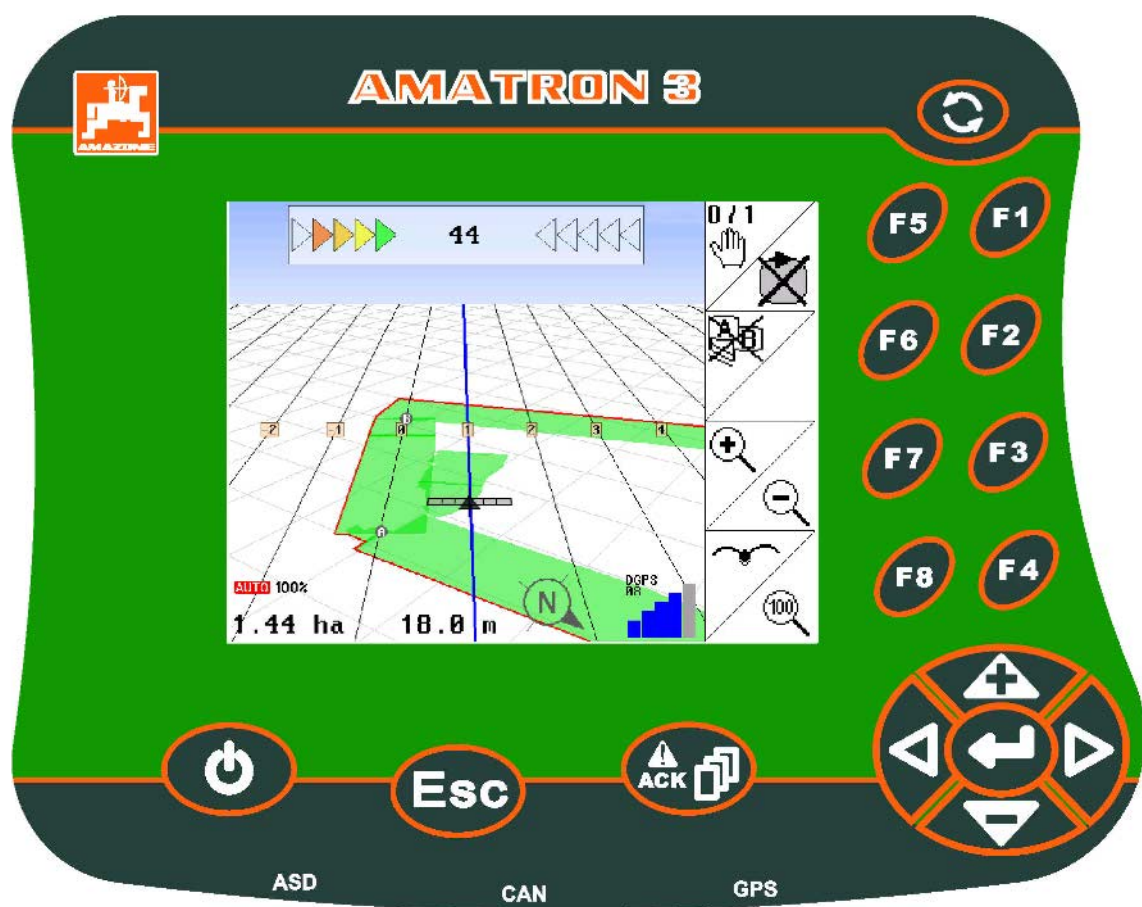 AMATRON 3
AMAZONE
44
0 / 1
F5 F1
A B
F6 F2
-2 -1 0 1 2 3 4
B
F7 F3
A
AUTO 100%
DGPS
08
N
1.44 ha 18.0 m
100
F8 F4
Esc
ACK
ASD CAN GPS